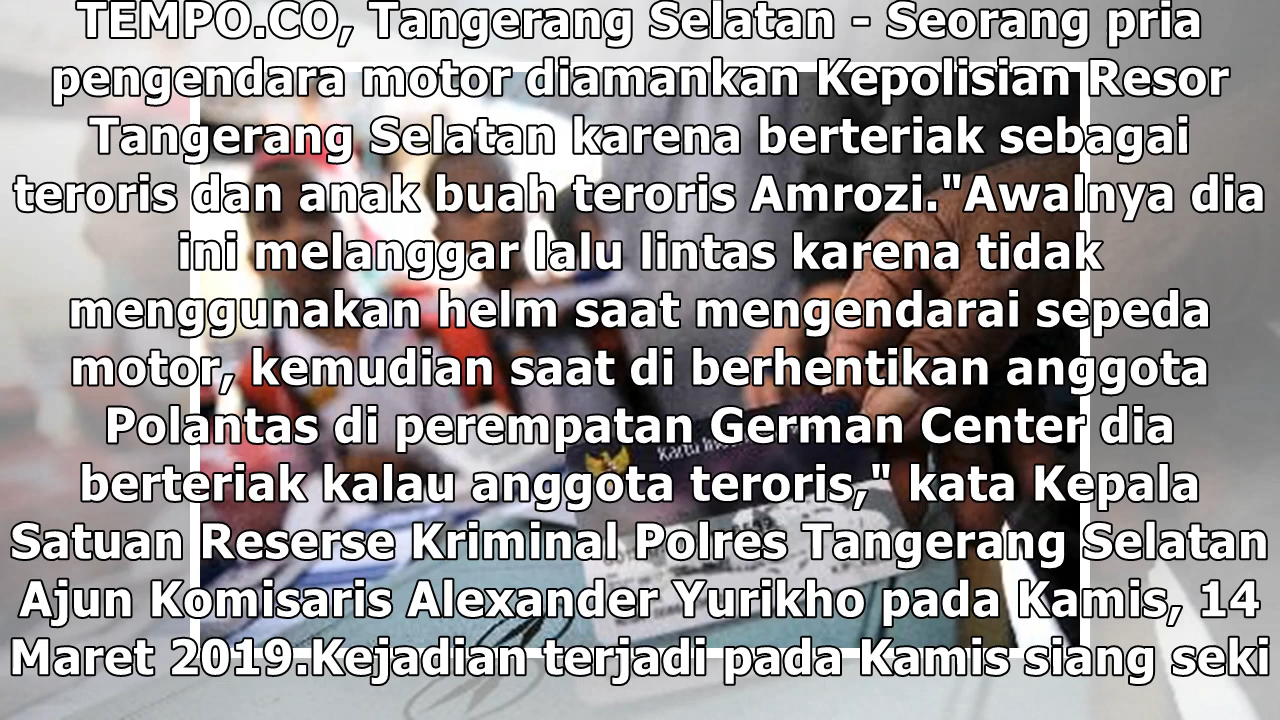 TEMPO.CO, Tangerang Selatan - Seorang pria
pengendara motor diamankan Kepolisian Resor
Tangerang Selatan karena berteriak sebagai
teroris dan anak buah teroris Amrozi."Awalnya dia
ini melanggar lalu lintas karena tidak
menggunakan helm saat mengendarai sepeda
motor, kemudian saat di berhentikan anggota
Polantas di perempatan German Center dia
berteriak kalau anggota teroris," kata Kepala
Satuan Reserse Kriminal Polres Tangerang Selatan
Ajun Komisaris Alexander Yurikho pada Kamis, 14
Maret 2019.Kejadian terjadi pada Kamis siang seki
Kartu